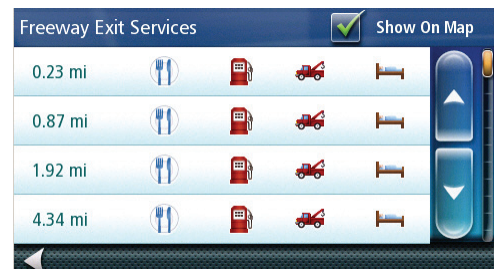 Freeway Exit Services Show On Map
0.23 mi
0.87 mi
1.92 mi
4.34 mi